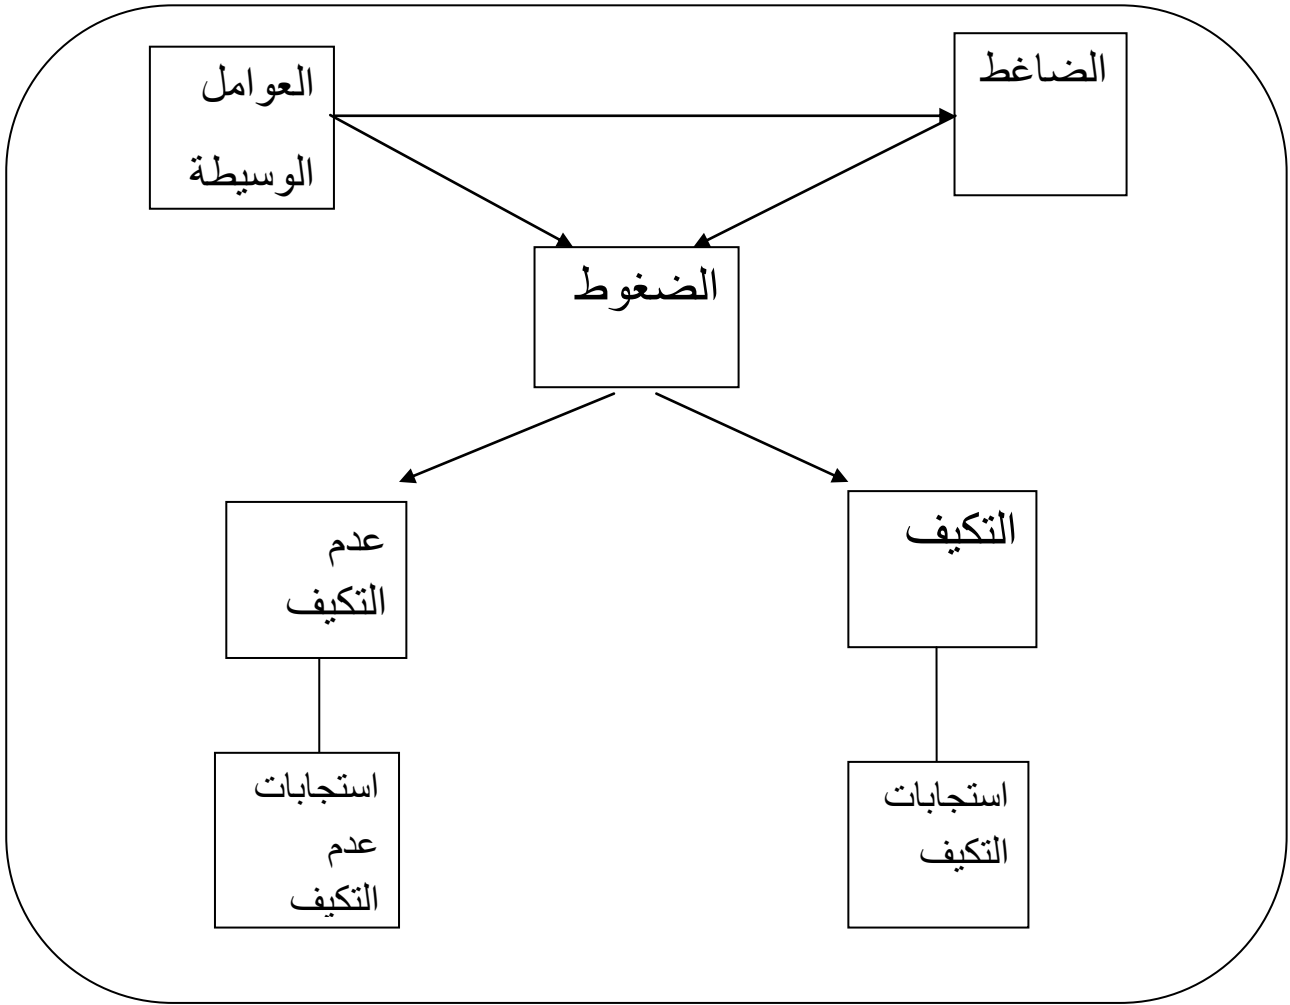 الضاغط
العوامل
الوسيطة
الضغوط
التكيف
عدم
التكيف
استجابات
التكيف
استجابات
عدم
التكيف